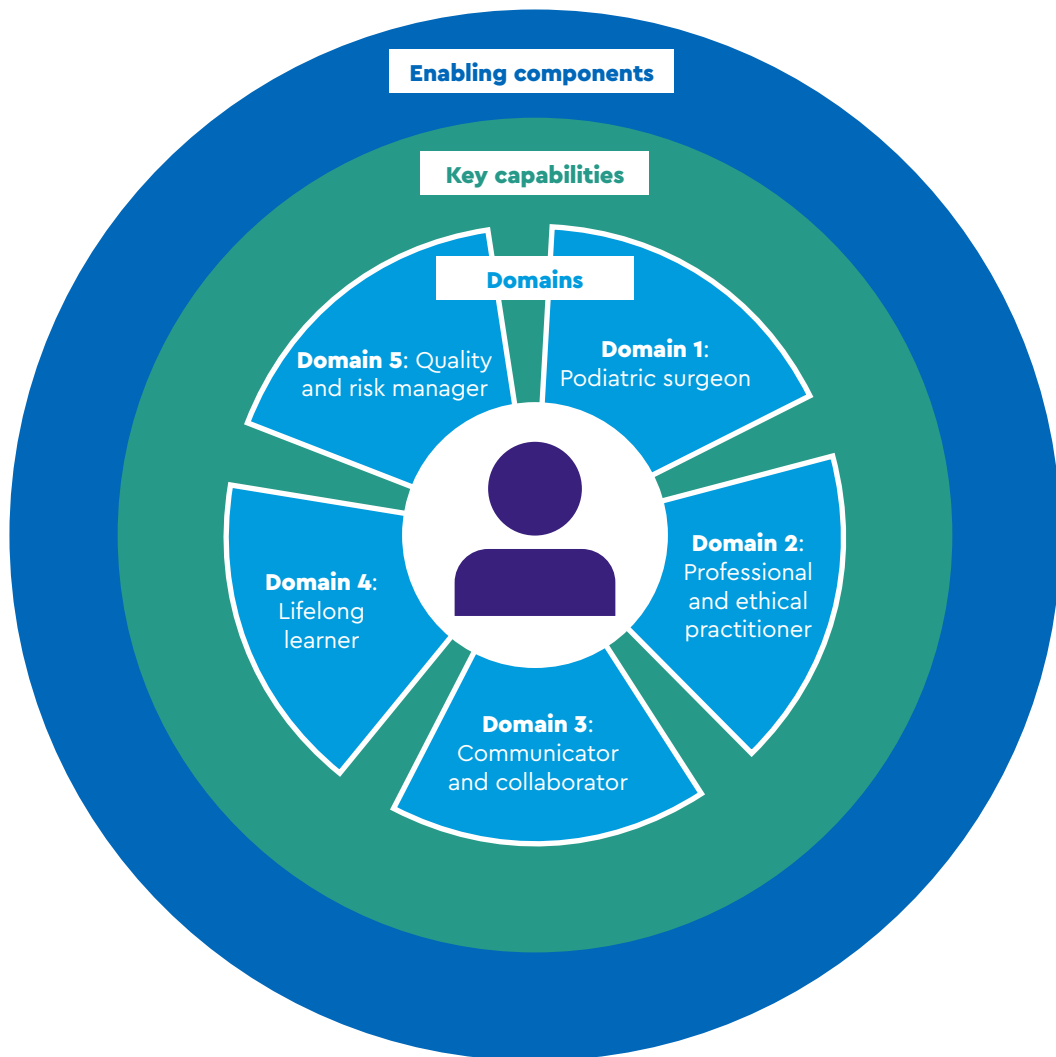 Enabling components
Key capabilities
Domains
Domain 1:
Podiatric surgeon
Domain 2:
Professional
and ethical
practitioner
Domain 3:
Communicator
and collaborator
Domain 4:
Lifelong
learner
Domain 5: Quality
and risk manager